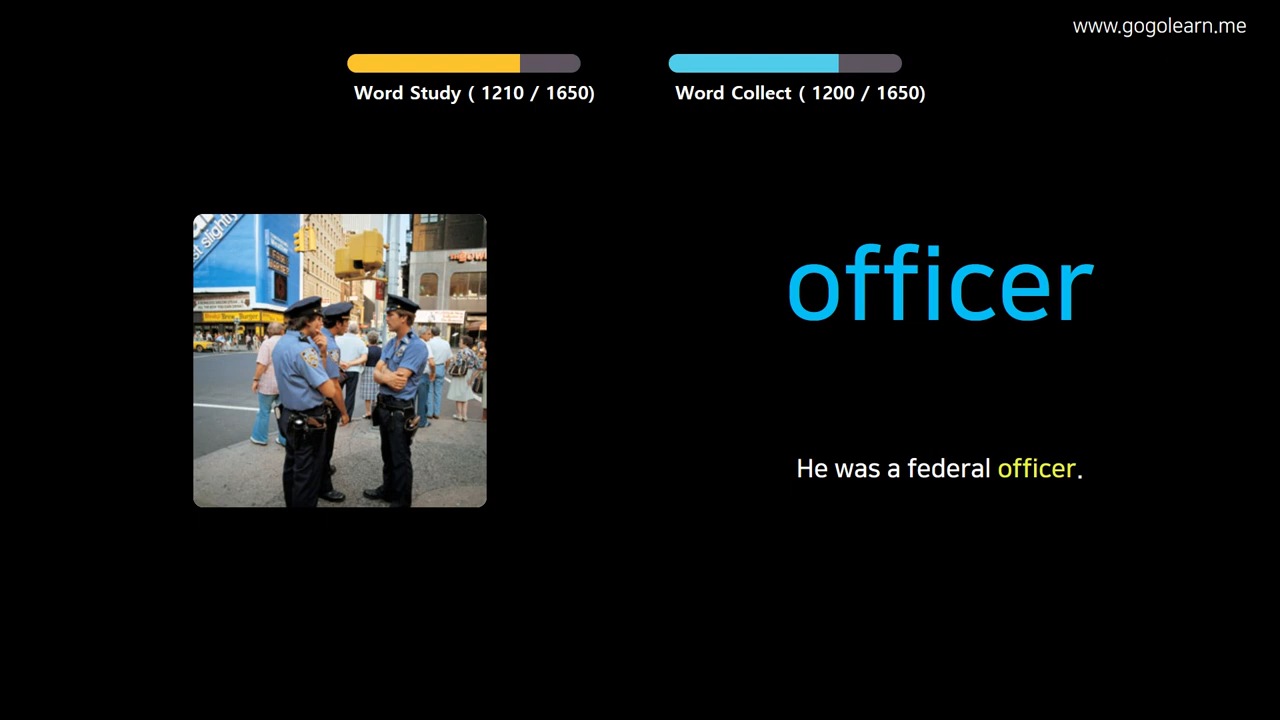 www.gogolearn.me
Word Study ( 1210 / 1650)
Word Collect ( 1200 / 1650)
officer
He was a federal officer.